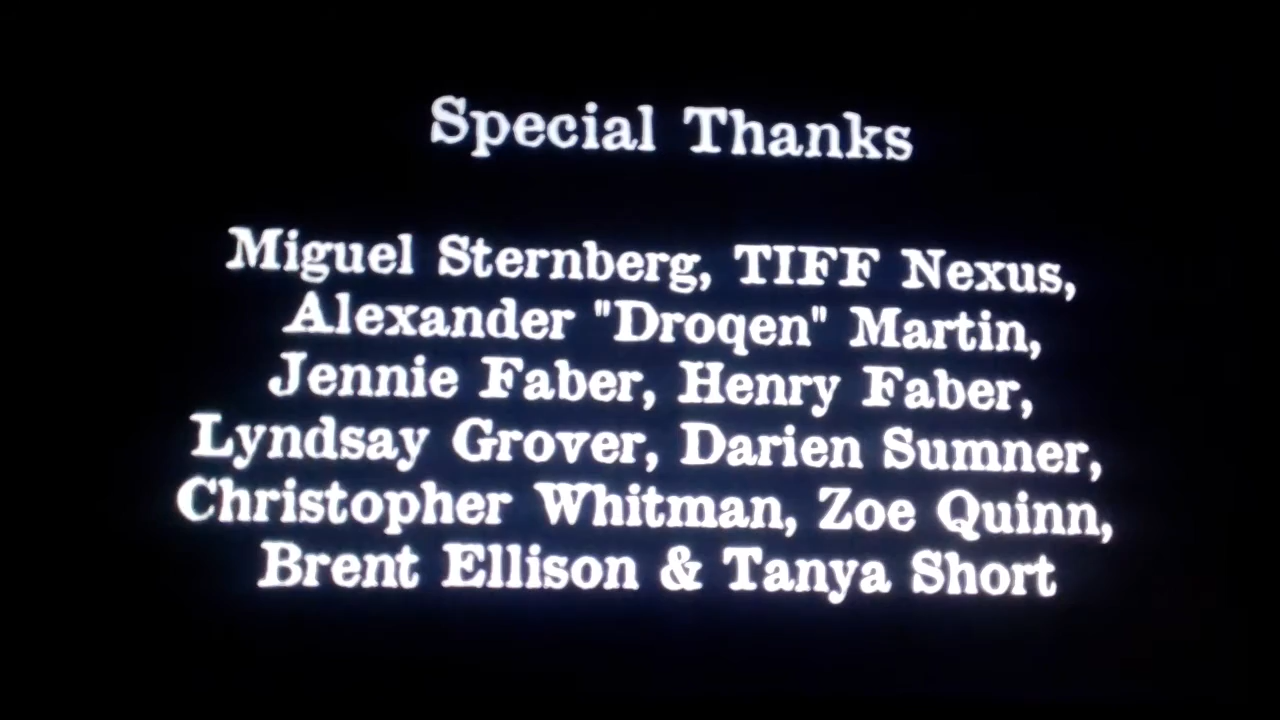 Special Thanks
Miguel Sternberg, TIFF Nexus,
Alexander "Droqen" Martin,
Jennie Faber, Henry Faber,
Lyndsay Grover, Darien Sumner,
Christopher Whitman, Zoe Quinn,
Brent Ellison & Tanya Short